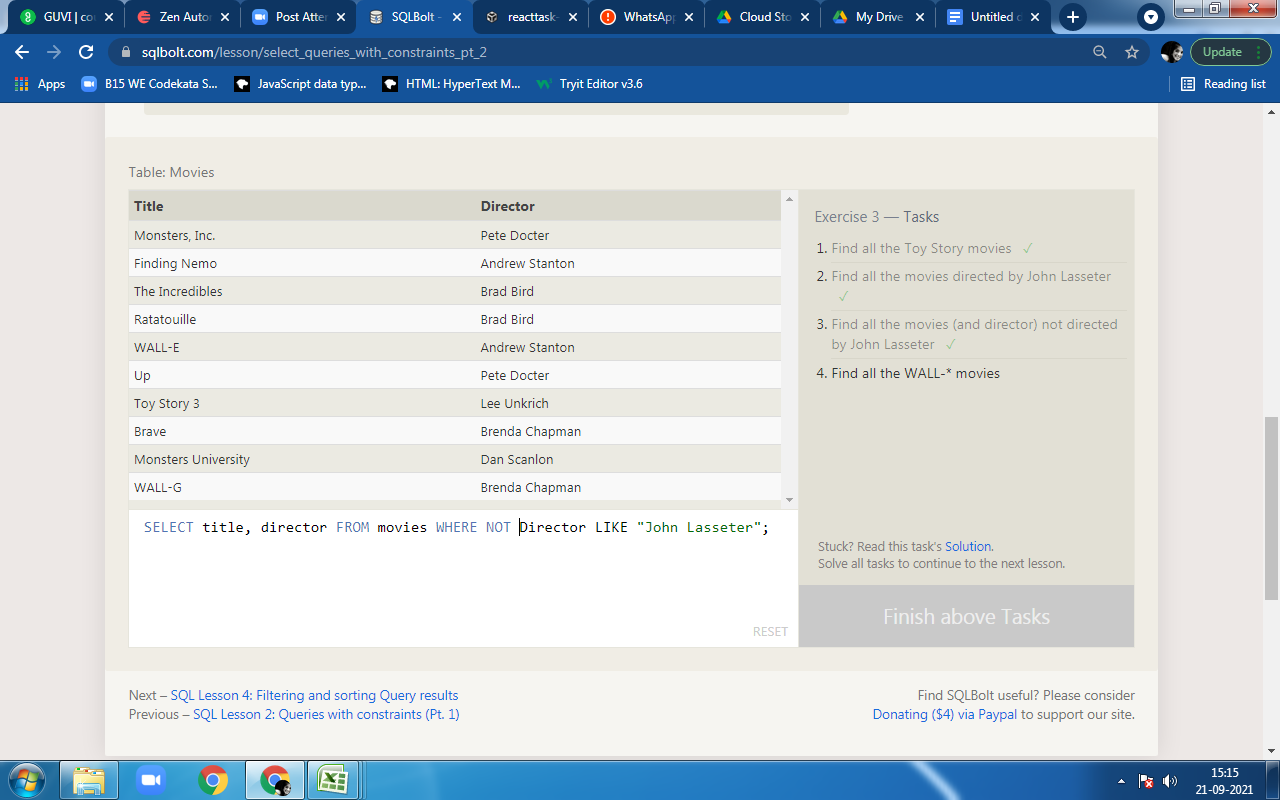 GUVI | co
Zen Auto
Post Atte
SQLBolt -
reacttask
WhatsApp
Cloud Sto
My Drive
Untitled
sqlbolt.com/lesson/select_queries_with_constraints_pt_2
Update
Apps
B15 WE Codekata S...
JavaScript data typ...
HTML: HyperText M...
Tryit Editor v3.6
Reading list
Table: Movies
Title Director
Monsters, Inc. Pete Docter
Finding Nemo Andrew Stanton
The Incredibles Brad Bird
Ratatouille Brad Bird
WALL-E Andrew Stanton
Up Pete Docter
Toy Story 3 Lee Unkrich
Brave Brenda Chapman
Monsters University Dan Scanlon
WALL-G Brenda Chapman
SELECT title, director FROM movies WHERE NOT Director LIKE "John Lasseter";
RESET
Exercise 3 — Tasks
1. Find all the Toy Story movies ✓
2. Find all the movies directed by John Lasseter
✓
3. Find all the movies (and director) not directed
by John Lasseter ✓
4. Find all the WALL-* movies
Stuck? Read this task's Solution.
Solve all tasks to continue to the next lesson.
Finish above Tasks
Next – SQL Lesson 4: Filtering and sorting Query results
Previous – SQL Lesson 2: Queries with constraints (Pt. 1)
Find SQLBolt useful? Please consider
Donating ($4) via Paypal to support our site.
15:15
21-09-2021